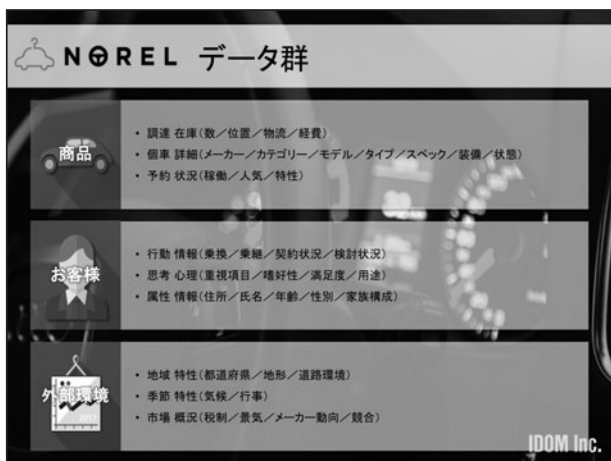 NOREL データ群
商品
・ 調達 在庫(数/位置/物流/経費)
・ 個車 詳細(メーカー/カテゴリー/モデル/タイプ/スペック/装備/状態)
・ 予約 状況(稼働/人気/特性)
お客様
・ 行動 情報(乗換/乗継/契約状況/検討状況)
・ 思考 心理(重視項目/嗜好性/満足度/用途)
・ 属性 情報(住所/氏名/年齢/性別/家族構成)
外部環境
2017
・ 地域 特性(都道府県/地形/道路環境)
・ 季節 特性(気候/行事)
・ 市場 概況(税制/景気/メーカー動向/競合)
IDOM Inc.